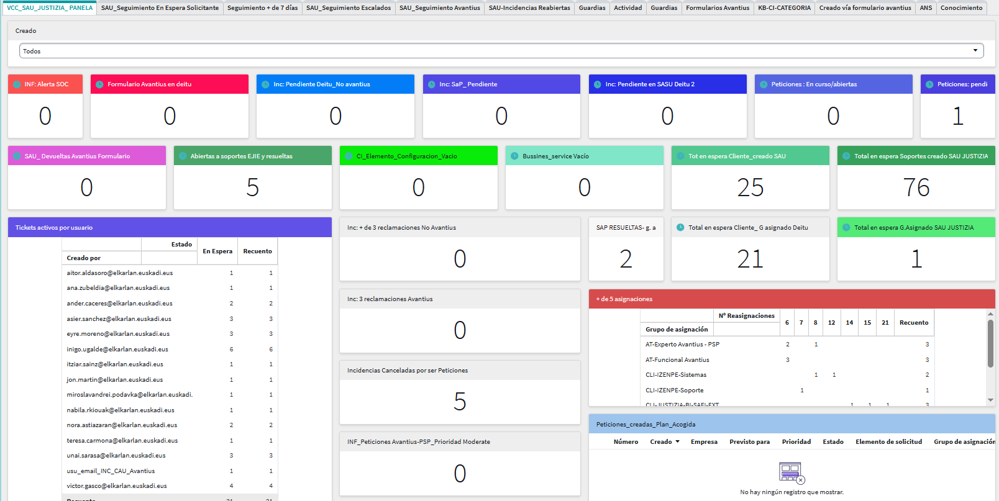 VCC_SAU_JUSTIZIA_ PANELA SAU_Seguimiento En Espera Solicitante Seguimiento + de 7 días SAU_Seguimiento Escalados SAU_Seguimiento Avantius SAU-Incidencias Reabiertas Guardias Actividad Guardias Formularios Avantius KB-CI-CATEGORIA Creado vía formulario avantius ANS Conocimiento
Creado
Todos
INF: Alerta SOC Formulario Avantius en deitu Inc: Pendiente Deitu_No avantius Inc: SaP_ Pendiente Inc: Pendiente en SASU Deitu 2 Peticiones : En curso/abiertas Peticiones: pendi
0 0 0 0 0 0 1
SAU_ Devueltas Avantius Formulario Abiertas a soportes EJIE y resueltas CI_Elemento_Configuracion_Vacio Bussines_service Vacío Tot en espera Cliente_creado SAU Total en espera Soportes creado SAU JUSTIZIA
0 5 0 0 25 76
Tickets activos por usuario
Estado En Espera Recuento
Creado por
aitor.aldasoro@elkarlan.euskadi.eus 1 1
ana.zubeldia@elkarlan.euskadi.eus 1 1
ander.caceres@elkarlan.euskadi.eus 2 2
asier.sanchez@elkarlan.euskadi.eus 3 3
eyre.moreno@elkarlan.euskadi.eus 3 3
inigo.ugalde@elkarlan.euskadi.eus 6 6
itziar.sainz@elkarlan.euskadi.eus 1 1
jon.martin@elkarlan.euskadi.eus 1 1
miroslavandrei.podavka@elkarlan.euskadi. 1 1
nabila.rkiouak@elkarlan.euskadi.eus 1 1
nora.astiazaran@elkarlan.euskadi.eus 2 2
teresa.carmona@elkarlan.euskadi.eus 1 1
unai.sarasa@elkarlan.euskadi.eus 3 3
usu_email_INC_CAU_Avantius 1 1
victor.gasco@elkarlan.euskadi.eus 4 4
Recuento 31 31
Inc: + de 3 reclamaciones No Avantius
0
Inc: 3 reclamaciones Avantius
0
Incidencias Canceladas por ser Peticiones
5
INF_Peticiones Avantius-PSP_Prioridad Moderate
0
SAP RESUELTAS- g. a Total en espera Cliente_ G asignado Deitu Total en espera G.Asignado SAU JUSTIZIA
2 21 1
+ de 5 asignaciones
Nº Reasignaciones 6 7 8 12 14 15 21 Recuento
Grupo de asignación
AT-Experto Avantius - PSP 2 1 3
AT-Funcional Avantius 3 3
CLI-IZENPE-Sistemas 1 1 2
CLI-IZENPE-Soporte 1 1
CLI-JUSTIZIA-BI-SAEI-EXT 1 1 1 3
Peticiones_creadas_Plan_Acogida
Número Creado Empresa Previsto para Prioridad Estado Elemento de solicitud Grupo de asignación
No hay ningún registro que mostrar.